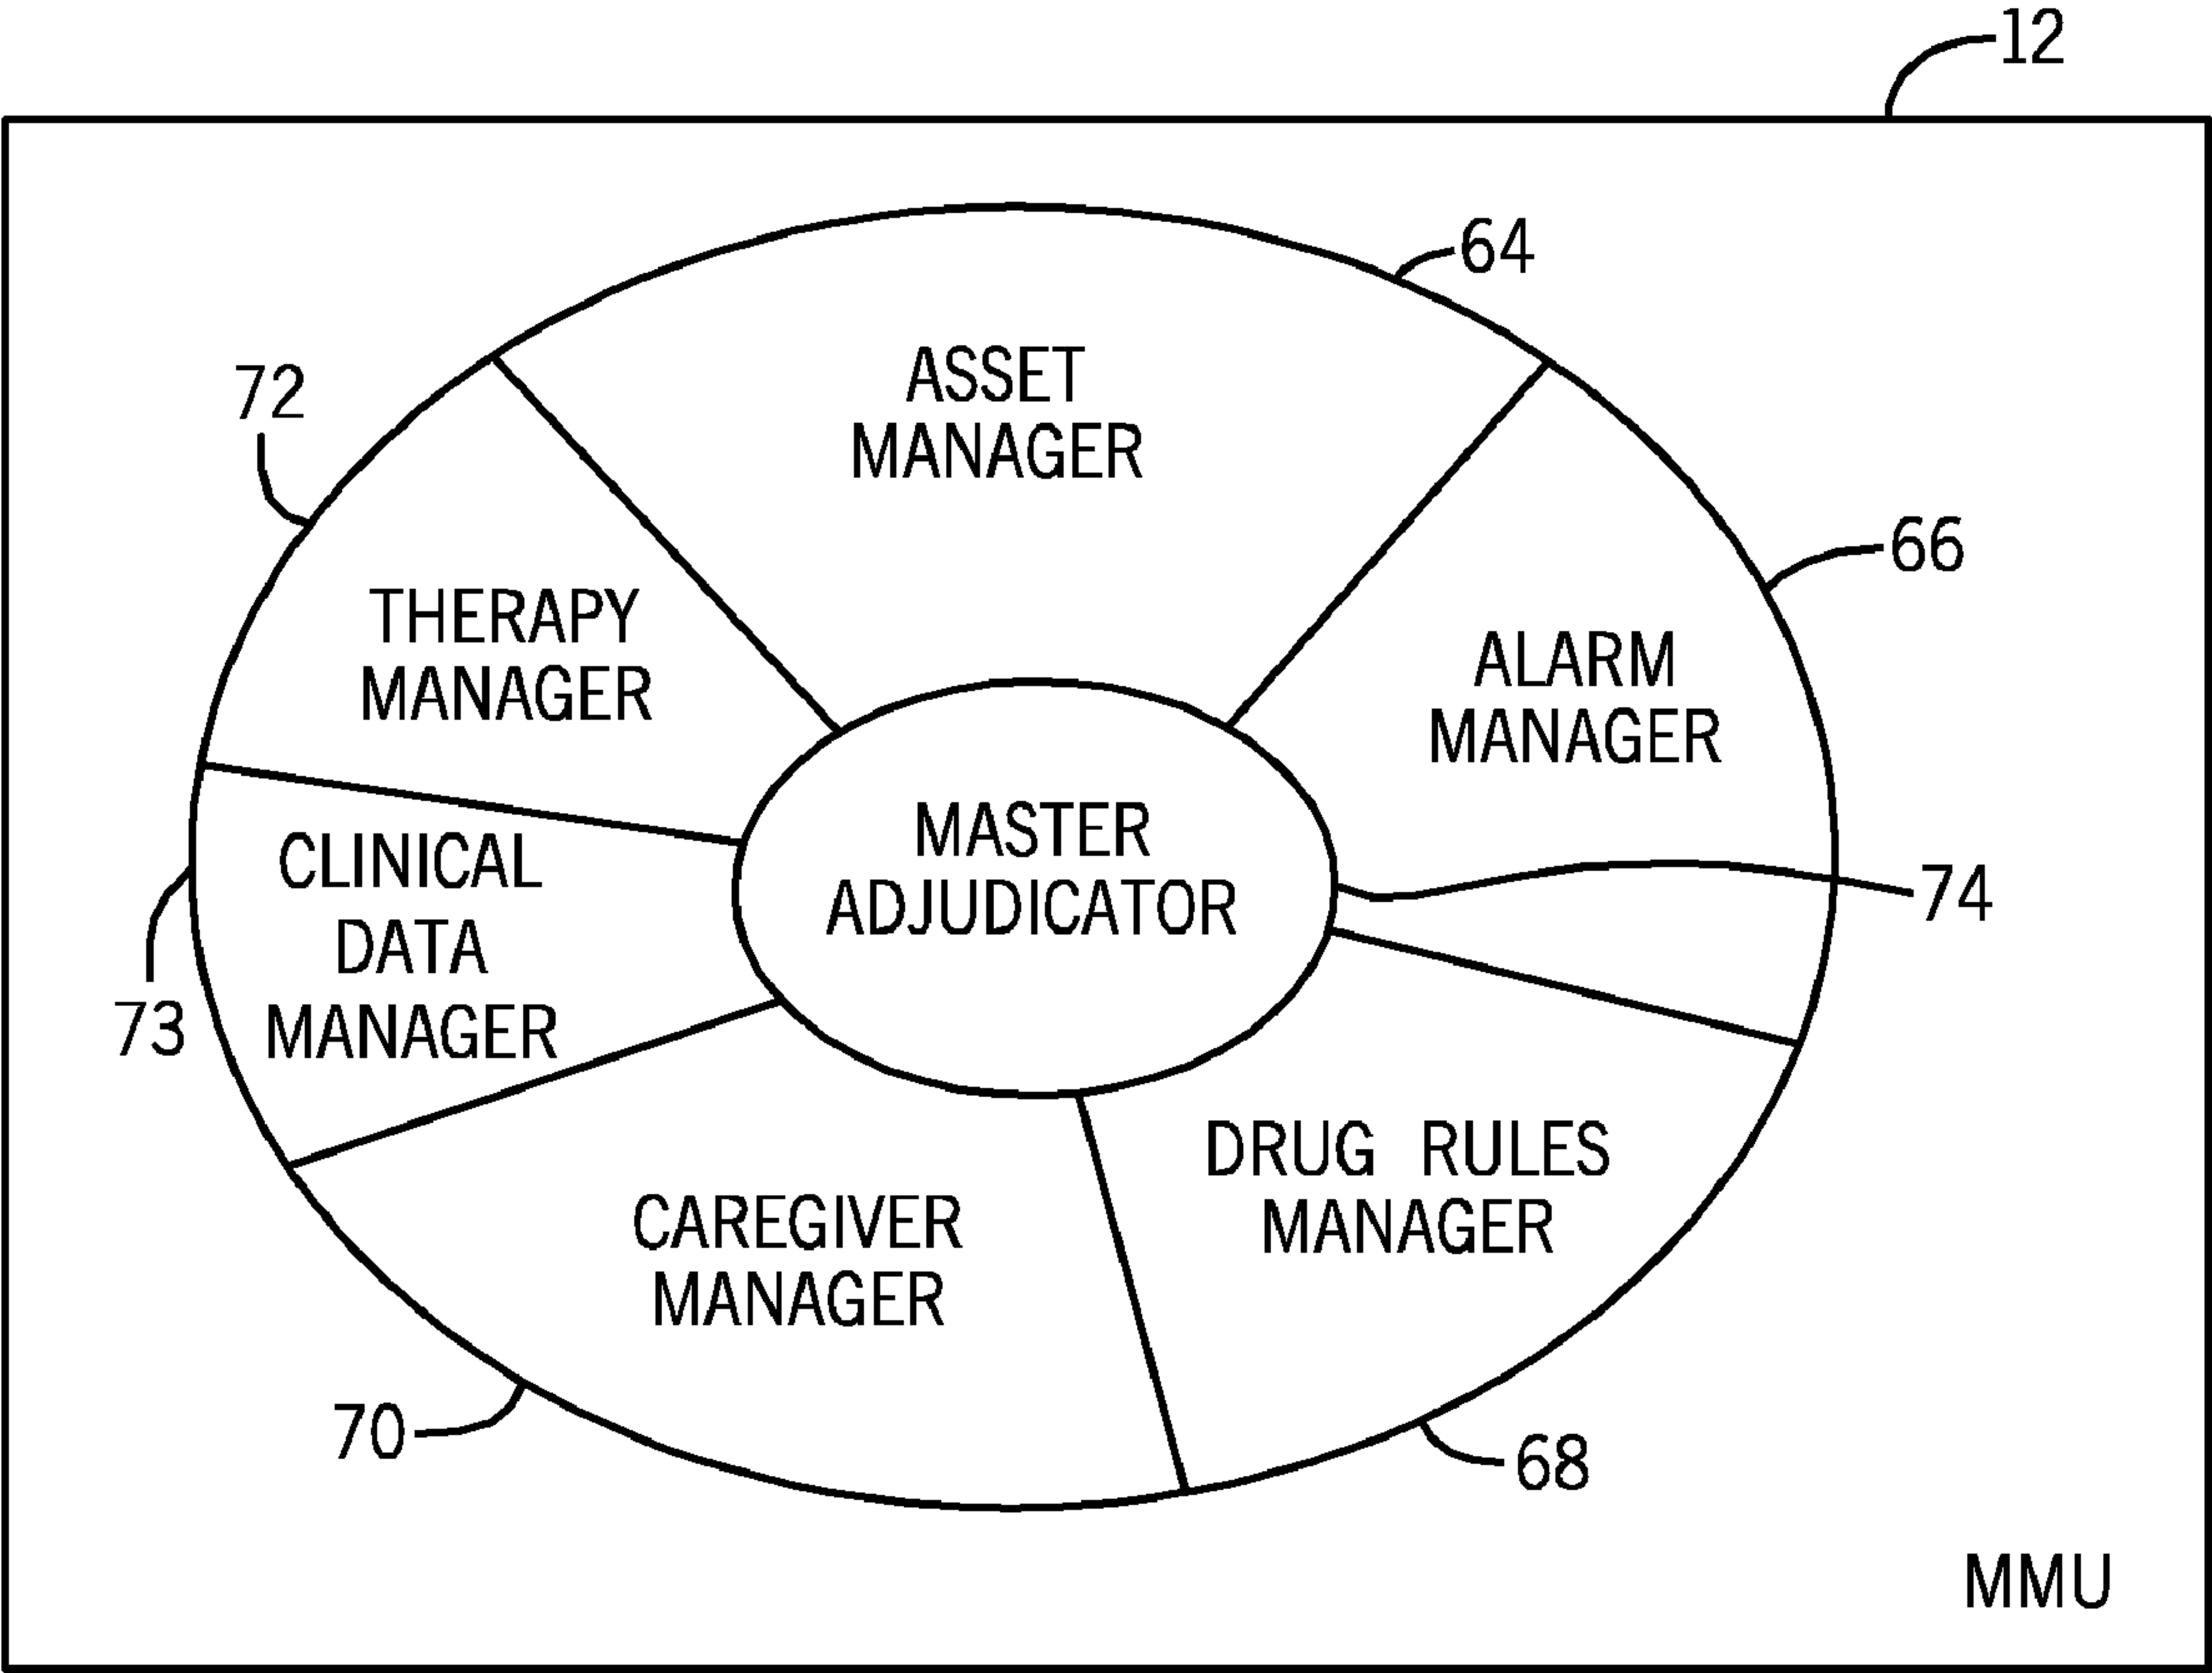 12
64
ASSET
MANAGER
72
66
THERAPY
MANAGER
ALARM
MANAGER
MASTER
ADJUDICATOR
74
CLINICAL
DATA
MANAGER
73
DRUG RULES
MANAGER
CAREGIVER
MANAGER
70
68
MMU